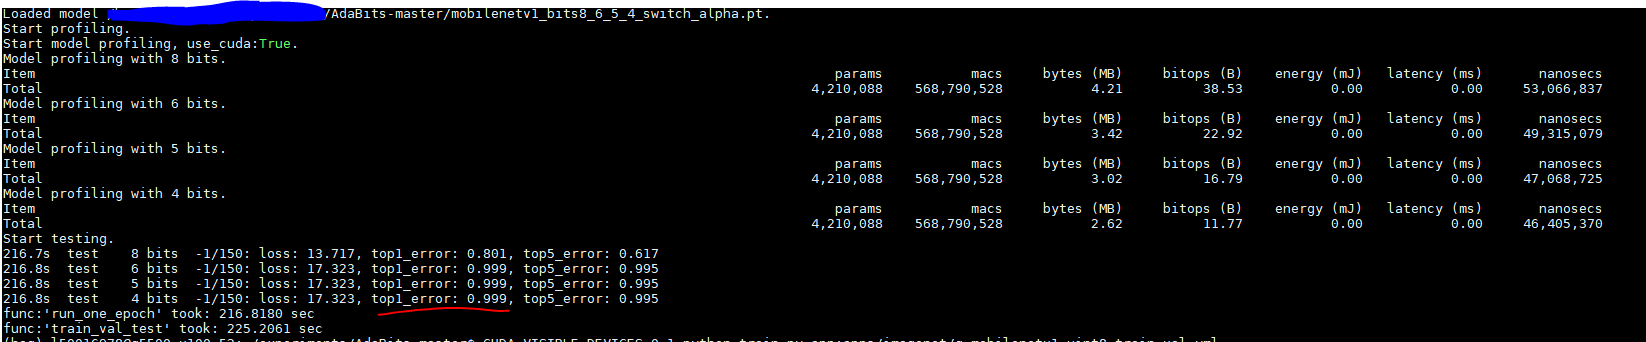 Loaded model /AdaBits-master/mobilenetv1_bits8_6_5_4_switch_alpha.pt.
Start profiling.
Start model profiling, use_cuda:True.
Model profiling with 8 bits.
Item params macs bytes (MB) bitops (B) energy (mJ) latency (ms) nanosecs
Total 4,210,088 568,790,528 4.21 38.53 0.00 0.00 53,066,837
Model profiling with 6 bits.
Item params macs bytes (MB) bitops (B) energy (mJ) latency (ms) nanosecs
Total 4,210,088 568,790,528 3.42 22.92 0.00 0.00 49,315,079
Model profiling with 5 bits.
Item params macs bytes (MB) bitops (B) energy (mJ) latency (ms) nanosecs
Total 4,210,088 568,790,528 3.02 16.79 0.00 0.00 47,068,725
Model profiling with 4 bits.
Item params macs bytes (MB) bitops (B) energy (mJ) latency (ms) nanosecs
Total 4,210,088 568,790,528 2.62 11.77 0.00 0.00 46,405,370
Start testing.
216.7s test 8 bits -1/150: loss: 13.717, top1_error: 0.801, top5_error: 0.617
216.8s test 6 bits -1/150: loss: 17.323, top1_error: 0.999, top5_error: 0.995
216.8s test 5 bits -1/150: loss: 17.323, top1_error: 0.999, top5_error: 0.995
216.8s test 4 bits -1/150: loss: 17.323, top1_error: 0.999, top5_error: 0.995
func:'run_one_epoch' took: 216.8180 sec
func:'train_val_test' took: 225.2061 sec